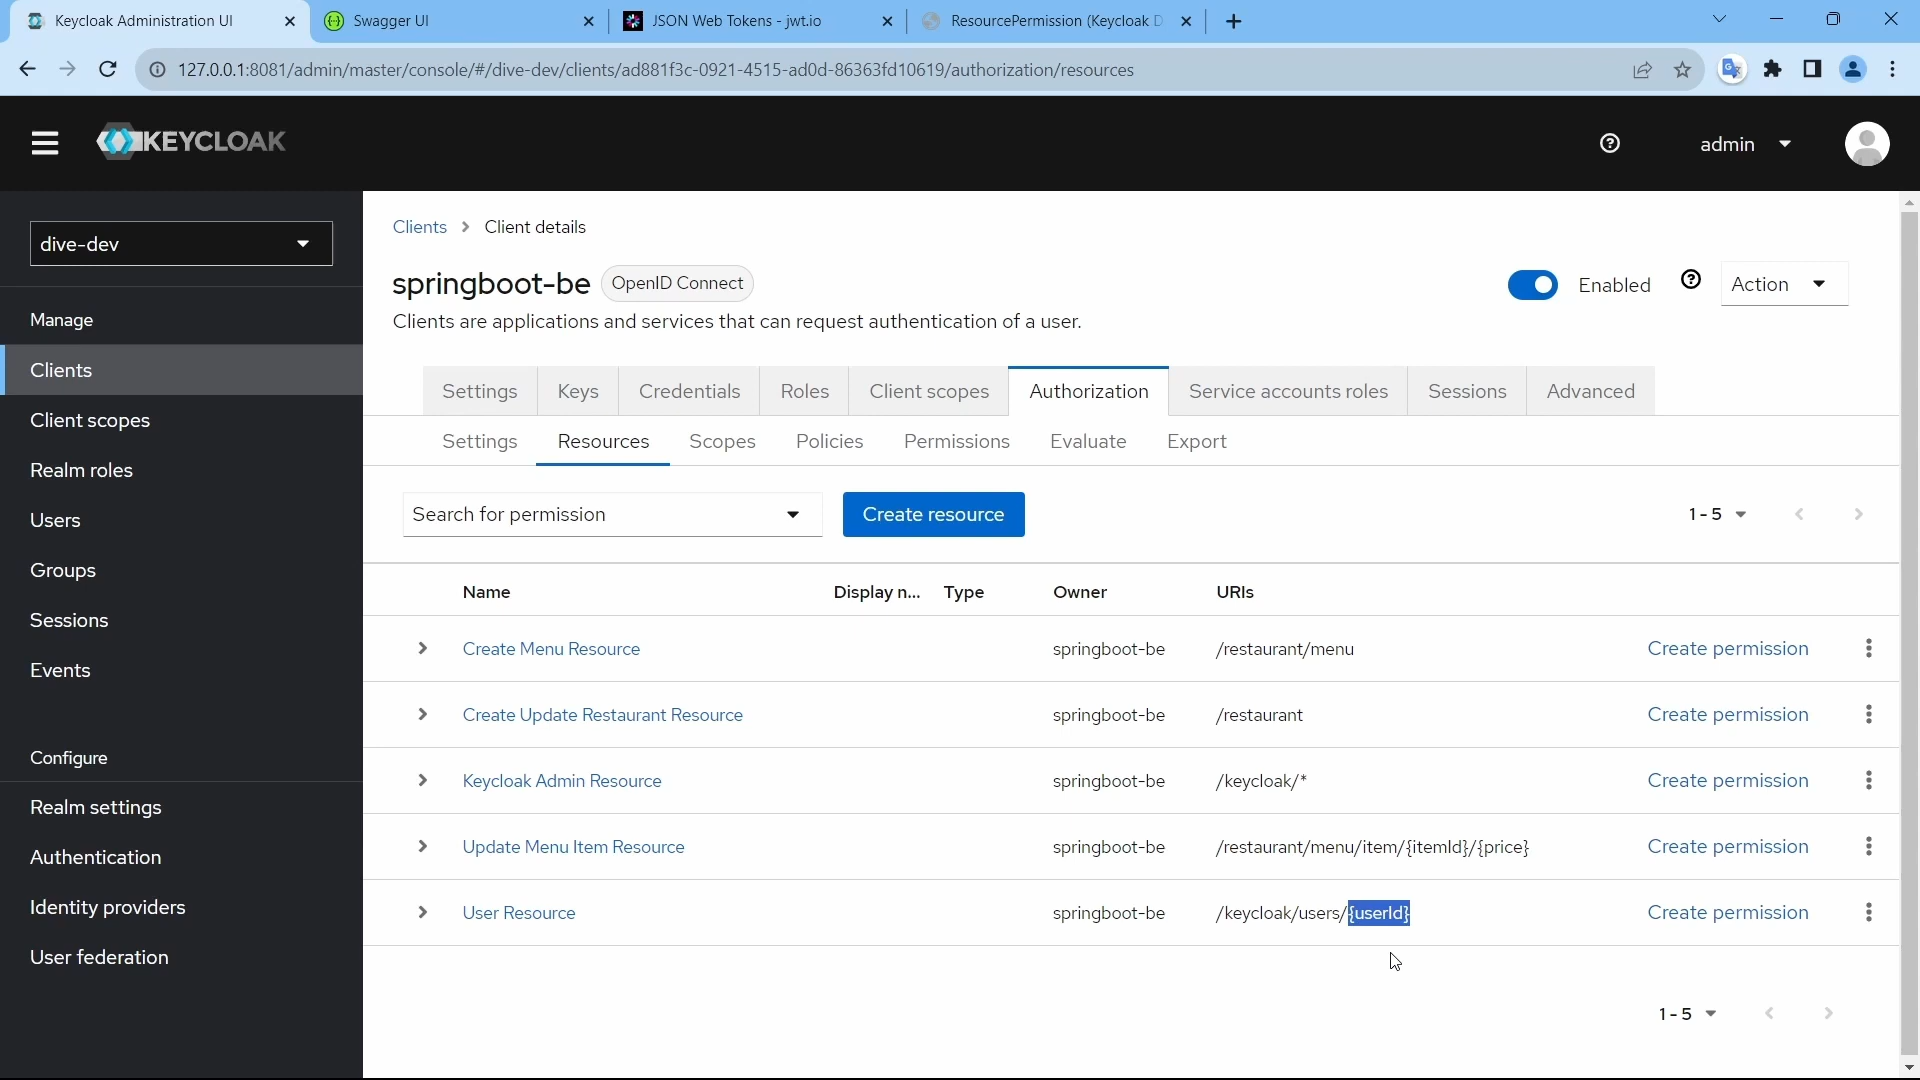 Keycloak Administration UI
Swagger UI
JSON Web Tokens - jwt.io
ResourcePermission (Keycloak D
127.0.0.1:8081/admin/master/console/#/dive-dev/clients/ad881f3c-0921-4515-ad0d-86363fd10619/authorization/resources
KEYCLOAK
admin
dive-dev
Manage
Clients
Client scopes
Realm roles
Users
Groups
Sessions
Events
Configure
Realm settings
Authentication
Identity providers
User federation
Clients > Client details
springboot-be OpenID Connect
Enabled Action
Clients are applications and services that can request authentication of a user.
Settings Keys Credentials Roles Client scopes Authorization Service accounts roles Sessions Advanced
Settings Resources Scopes Policies Permissions Evaluate Export
Search for permission Create resource 1 - 5
Name Display n... Type Owner URIs
Create Menu Resource springboot-be /restaurant/menu Create permission
Create Update Restaurant Resource springboot-be /restaurant Create permission
Keycloak Admin Resource springboot-be /keycloak/* Create permission
Update Menu Item Resource springboot-be /restaurant/menu/item/{itemId}/{price} Create permission
User Resource springboot-be /keycloak/users/{userId} Create permission
1 - 5